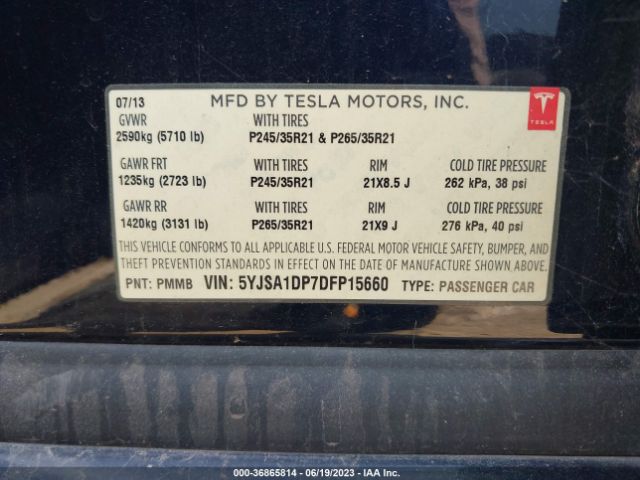 07/13 MFD BY TESLA MOTORS, INC.
TESLA
GVWR WITH TIRES
2590kg (5710 lb) P245/35R21 & P265/35R21
GAWR FRT WITH TIRES RIM COLD TIRE PRESSURE
1235kg (2723 lb) P245/35R21 21X8.5 J 262 kPa, 38 psi
GAWR RR WITH TIRES RIM COLD TIRE PRESSURE
1420kg (3131 lb) P265/35R21 21X9 J 276 kPa, 40 psi
THIS VEHICLE CONFORMS TO ALL APPLICABLE U.S. FEDERAL MOTOR VEHICLE SAFETY, BUMPER, AND
THEFT PREVENTION STANDARDS IN EFFECT ON THE DATE OF MANUFACTURE SHOWN ABOVE.
PNT: PMMB VIN: 5YJSA1DP7DFP15660 TYPE: PASSENGER CAR
000-36865814 / 06/19/2023 - IAA Inc.